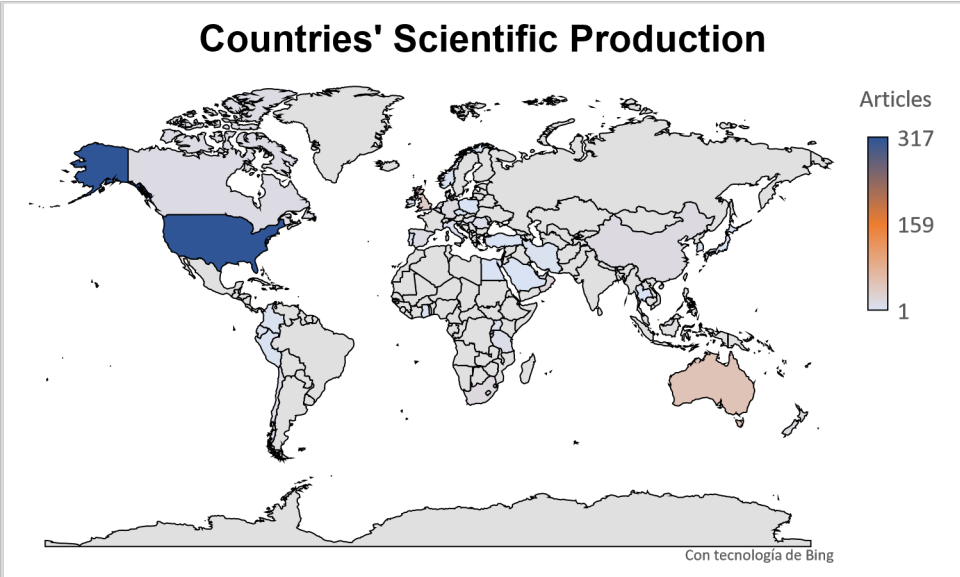 Countries' Scientific Production
Articles
317
159
1
Con tecnología de Bing